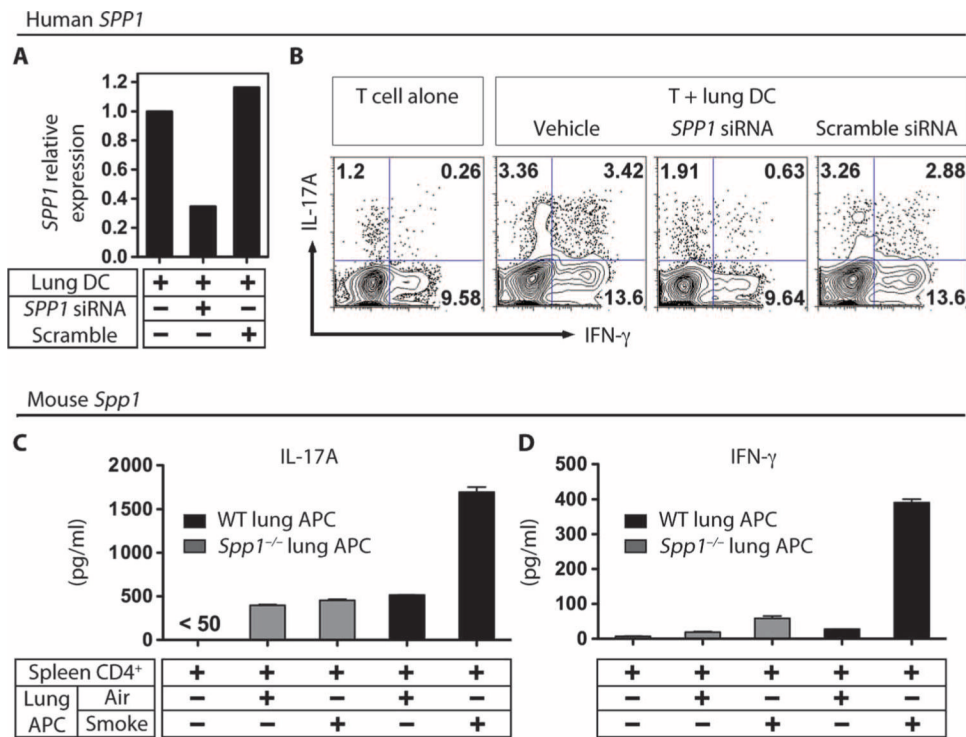 Human SPP1
A
SPP1 relative
expression
1.2
1.0
0.8
0.6
0.4
0.2
0.0
Lung DC + + +
SPP1 siRNA − + −
Scramble − − +
B
T cell alone
T + lung DC
Vehicle SPP1 siRNA Scramble siRNA
IL-17A
1.2 0.26 3.36 3.42 1.91 0.63 3.26 2.88
9.58 13.6 9.64 13.6
IFN-γ
Mouse Spp1
C
IL-17A
(pg/ml)
2000
1500
1000
500
0
WT lung APC
Spp1−/− lung APC
< 50
Spleen CD4+ + + + + +
Lung Air − + − + −
APC Smoke − − + − +
D
IFN-γ
(pg/ml)
500
400
300
200
100
0
WT lung APC
Spp1−/− lung APC
+ + + + +
− + − + −
− − + − +